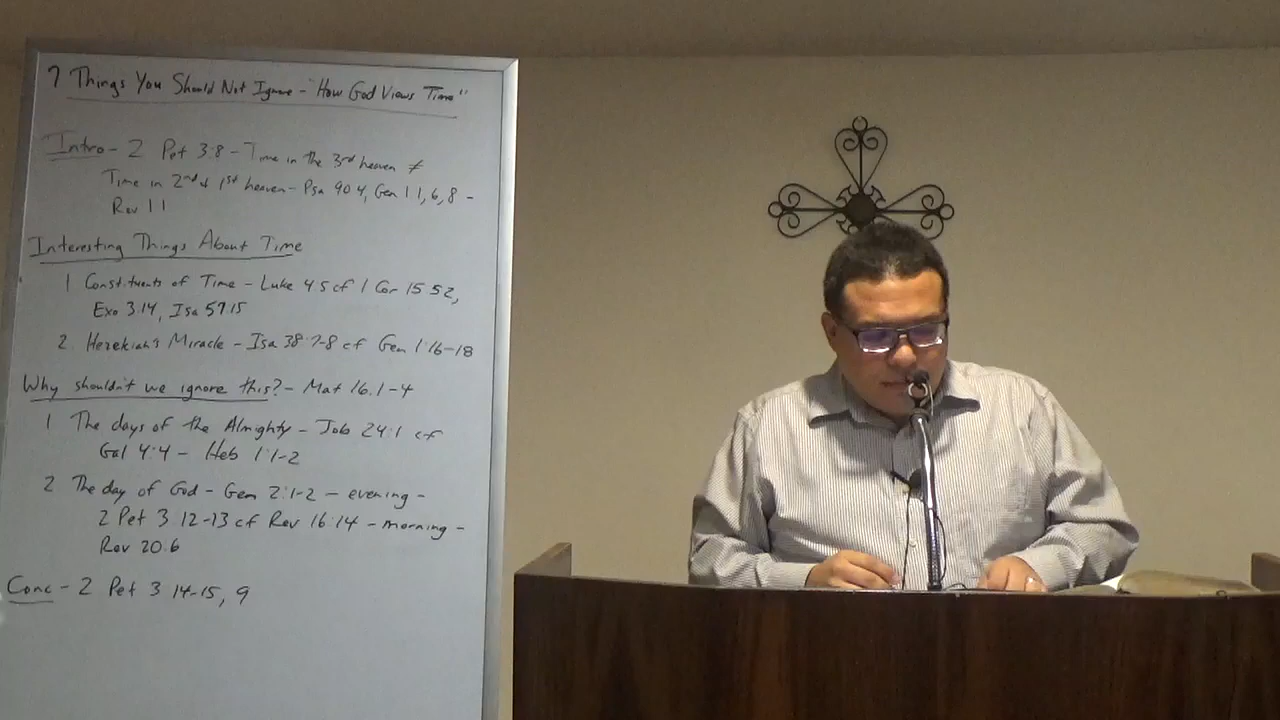 7 Things You Should Not Ignore - "How God Views Time"
Intro - 2 Pet 3:8 - Time in the 3rd heaven ≠
Time in 2nd & 1st heaven - Psa 90 4, Gen 1 1, 6, 8 -
Rev 1 1
Interesting Things About Time
1 Constituents of Time - Luke 4 5 cf 1 Cor 15 52,
Exo 3.14, Isa 57.15
2. Hezekiah's Miracle - Isa 38 7-8 cf Gen 1:16-18
Why shouldn't we ignore this? - Mat 16.1-4
1 The days of the Almighty - Job 24:1 cf
Gal 4:4 - Heb 1:1-2
2 The day of God - Gen 2:1-2 - evening -
2 Pet 3 12-13 cf Rev 16:14 - morning -
Rev 20.6
Conc - 2 Pet 3 14-15, 9